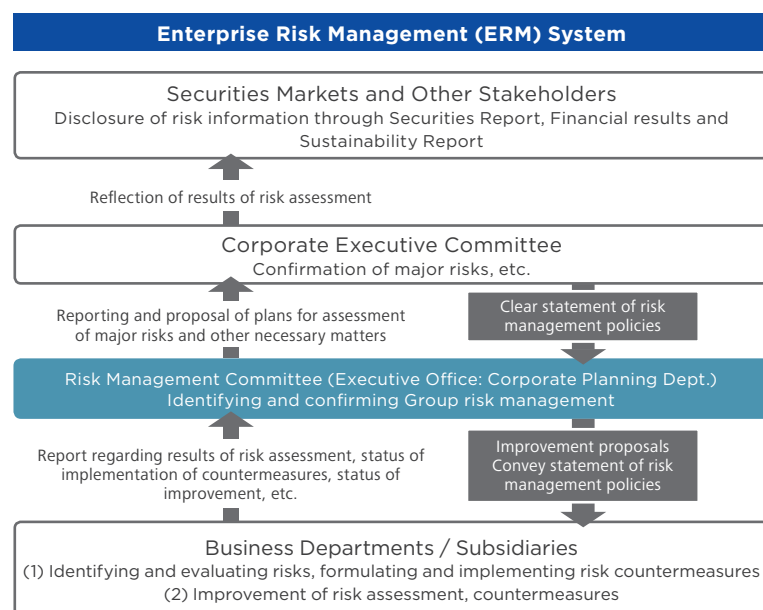 Enterprise Risk Management (ERM) System
Securities Markets and Other Stakeholders
Disclosure of risk information through Securities Report, Financial results and
Sustainability Report
Reflection of results of risk assessment
Corporate Executive Committee
Confirmation of major risks, etc.
Reporting and proposal of plans for assessment
of major risks and other necessary matters
Clear statement of risk
management policies
Risk Management Committee (Executive Office: Corporate Planning Dept.)
Identifying and confirming Group risk management
Report regarding results of risk assessment, status of
implementation of countermeasures, status of
improvement, etc.
Improvement proposals
Convey statement of risk
management policies
Business Departments / Subsidiaries
(1) Identifying and evaluating risks, formulating and implementing risk countermeasures
(2) Improvement of risk assessment, countermeasures